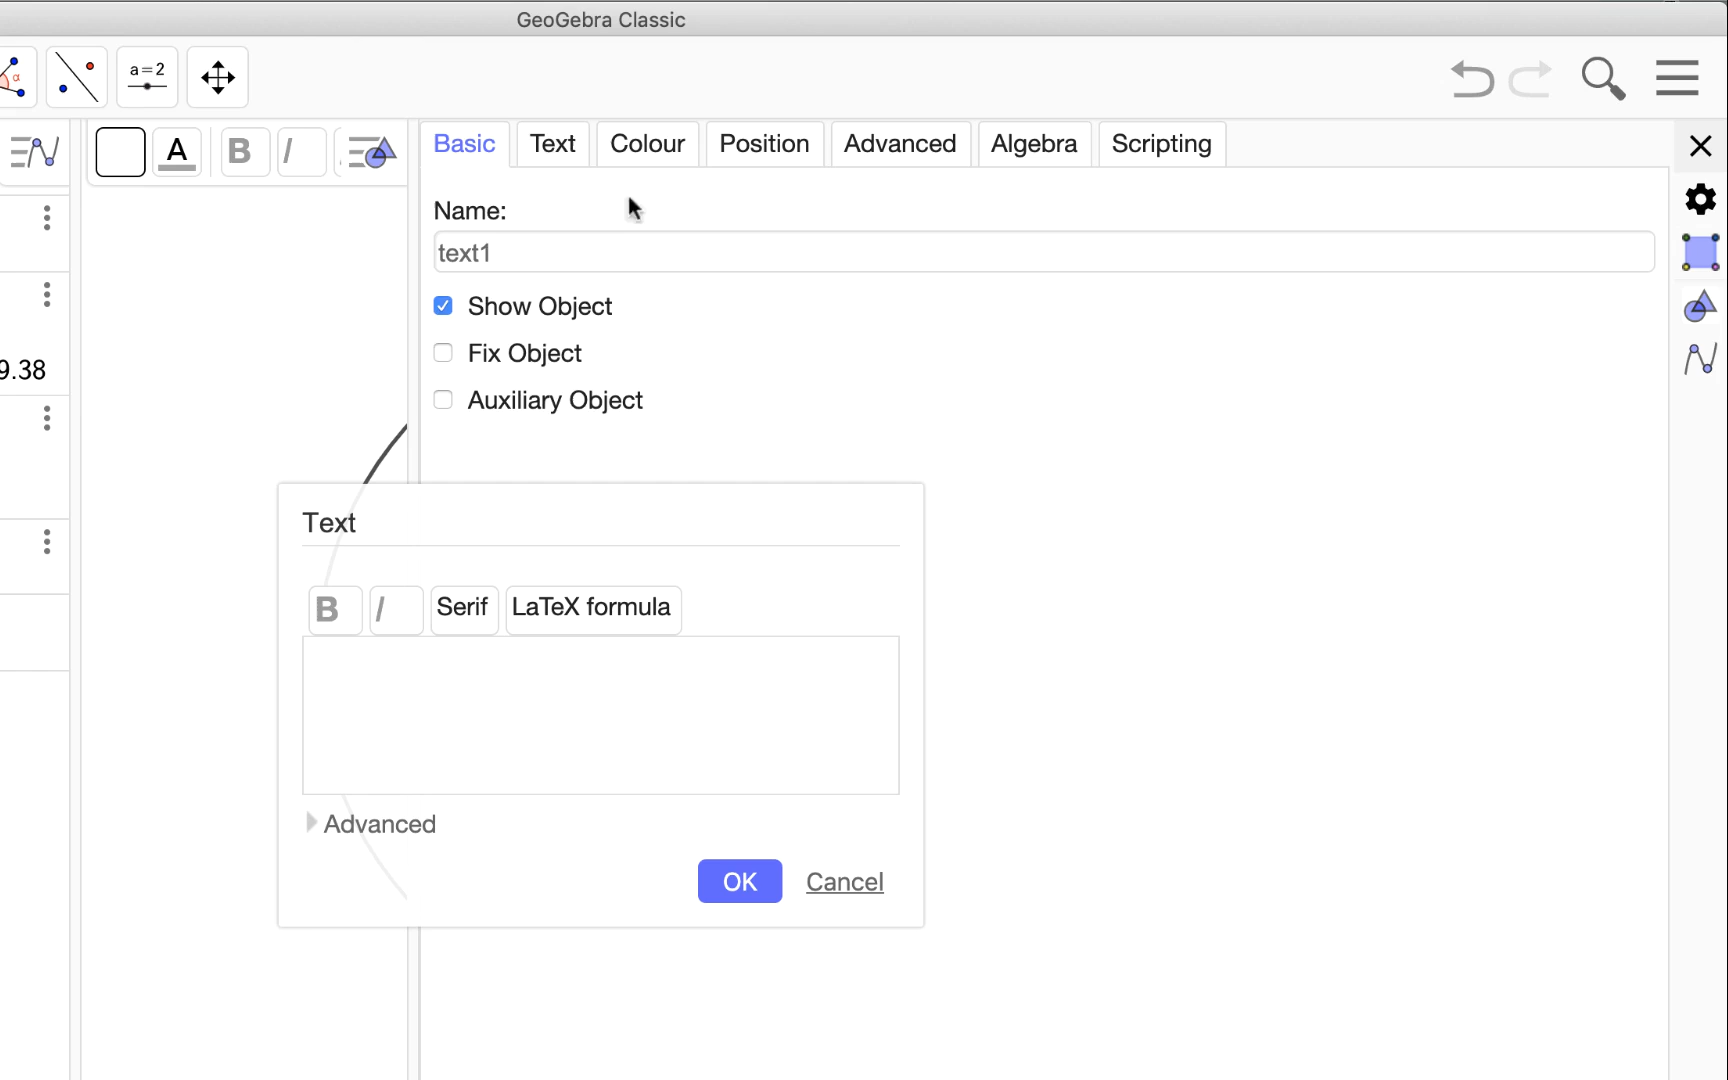 GeoGebra Classic
α
a=2
A
B
I
Basic
Text
Colour
Position
Advanced
Algebra
Scripting
Name:
text1
Show Object
Fix Object
9.38
Auxiliary Object
Text
B
I
Serif
LaTeX formula
Advanced
OK
Cancel